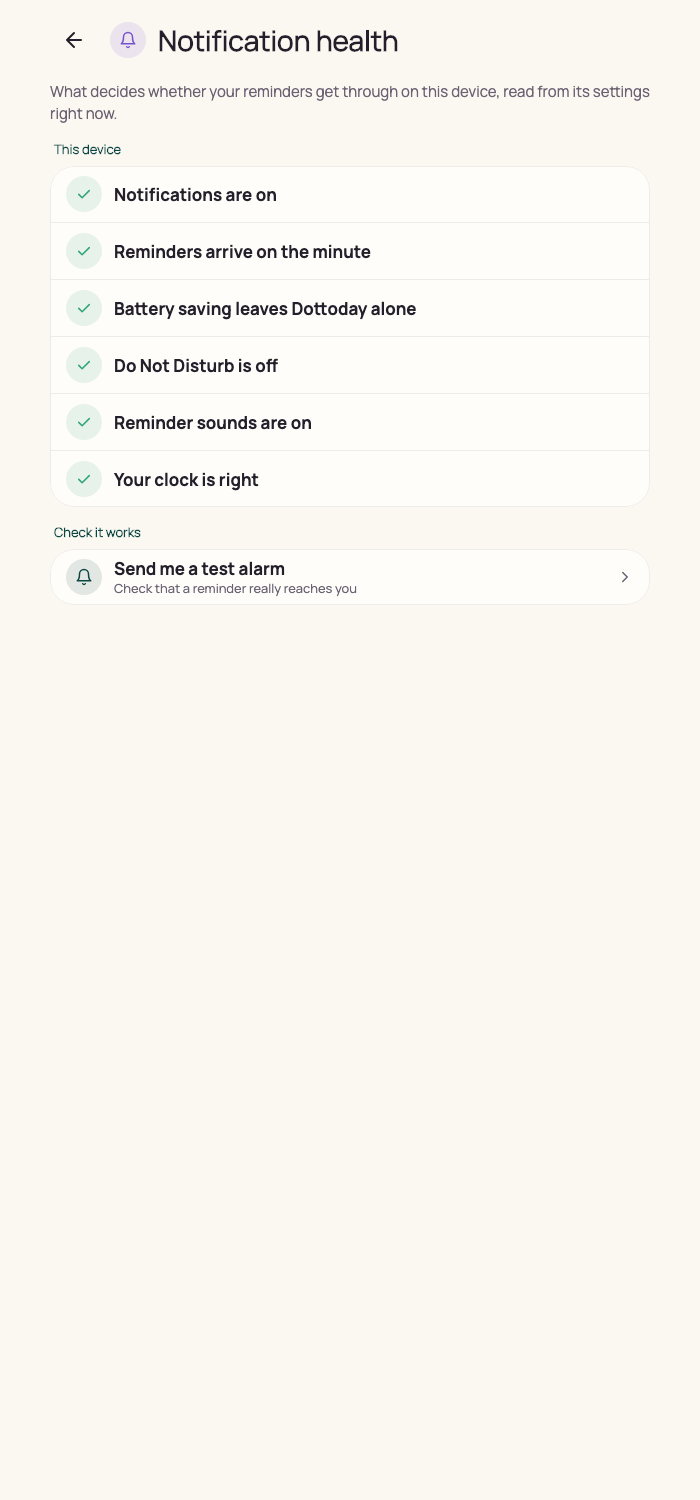 Notification health
What decides whether your reminders get through on this device, read from its settings
right now.
This device
Notifications are on
Reminders arrive on the minute
Battery saving leaves Dottoday alone
Do Not Disturb is off
Reminder sounds are on
Your clock is right
Check it works
Send me a test alarm
Check that a reminder really reaches you